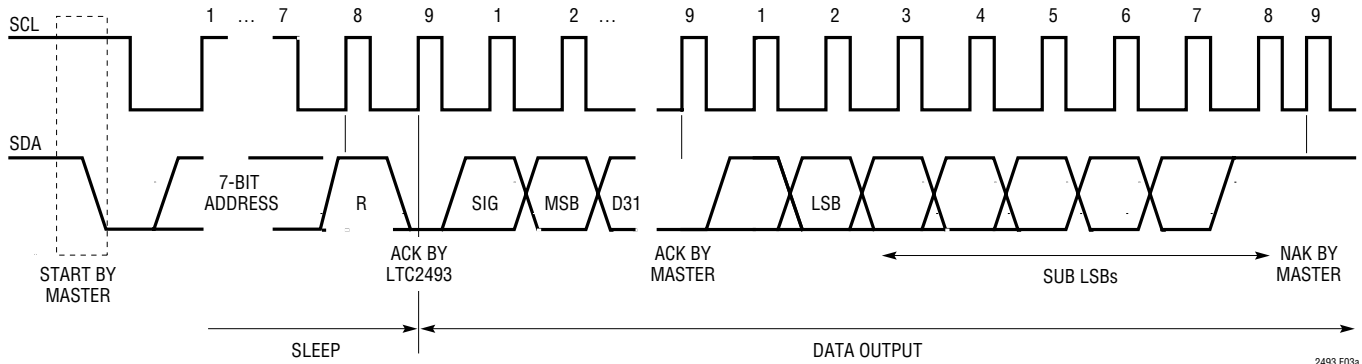 1 … 7 8 9 1 2 … 9 1 2 3 4 5 6 7 8 9
SCL
SDA
7-BIT
ADDRESS
R SIG MSB D31 LSB
START BY
MASTER
ACK BY
LTC2493
ACK BY
MASTER
SUB LSBs
NAK BY
MASTER
SLEEP DATA OUTPUT
2493 F03a